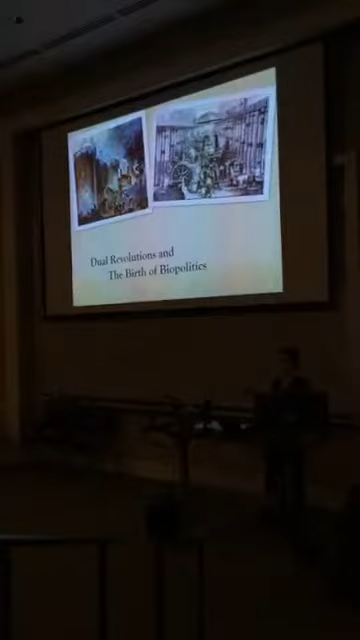 Dual Revolutions and
The Birth of Biopolitics